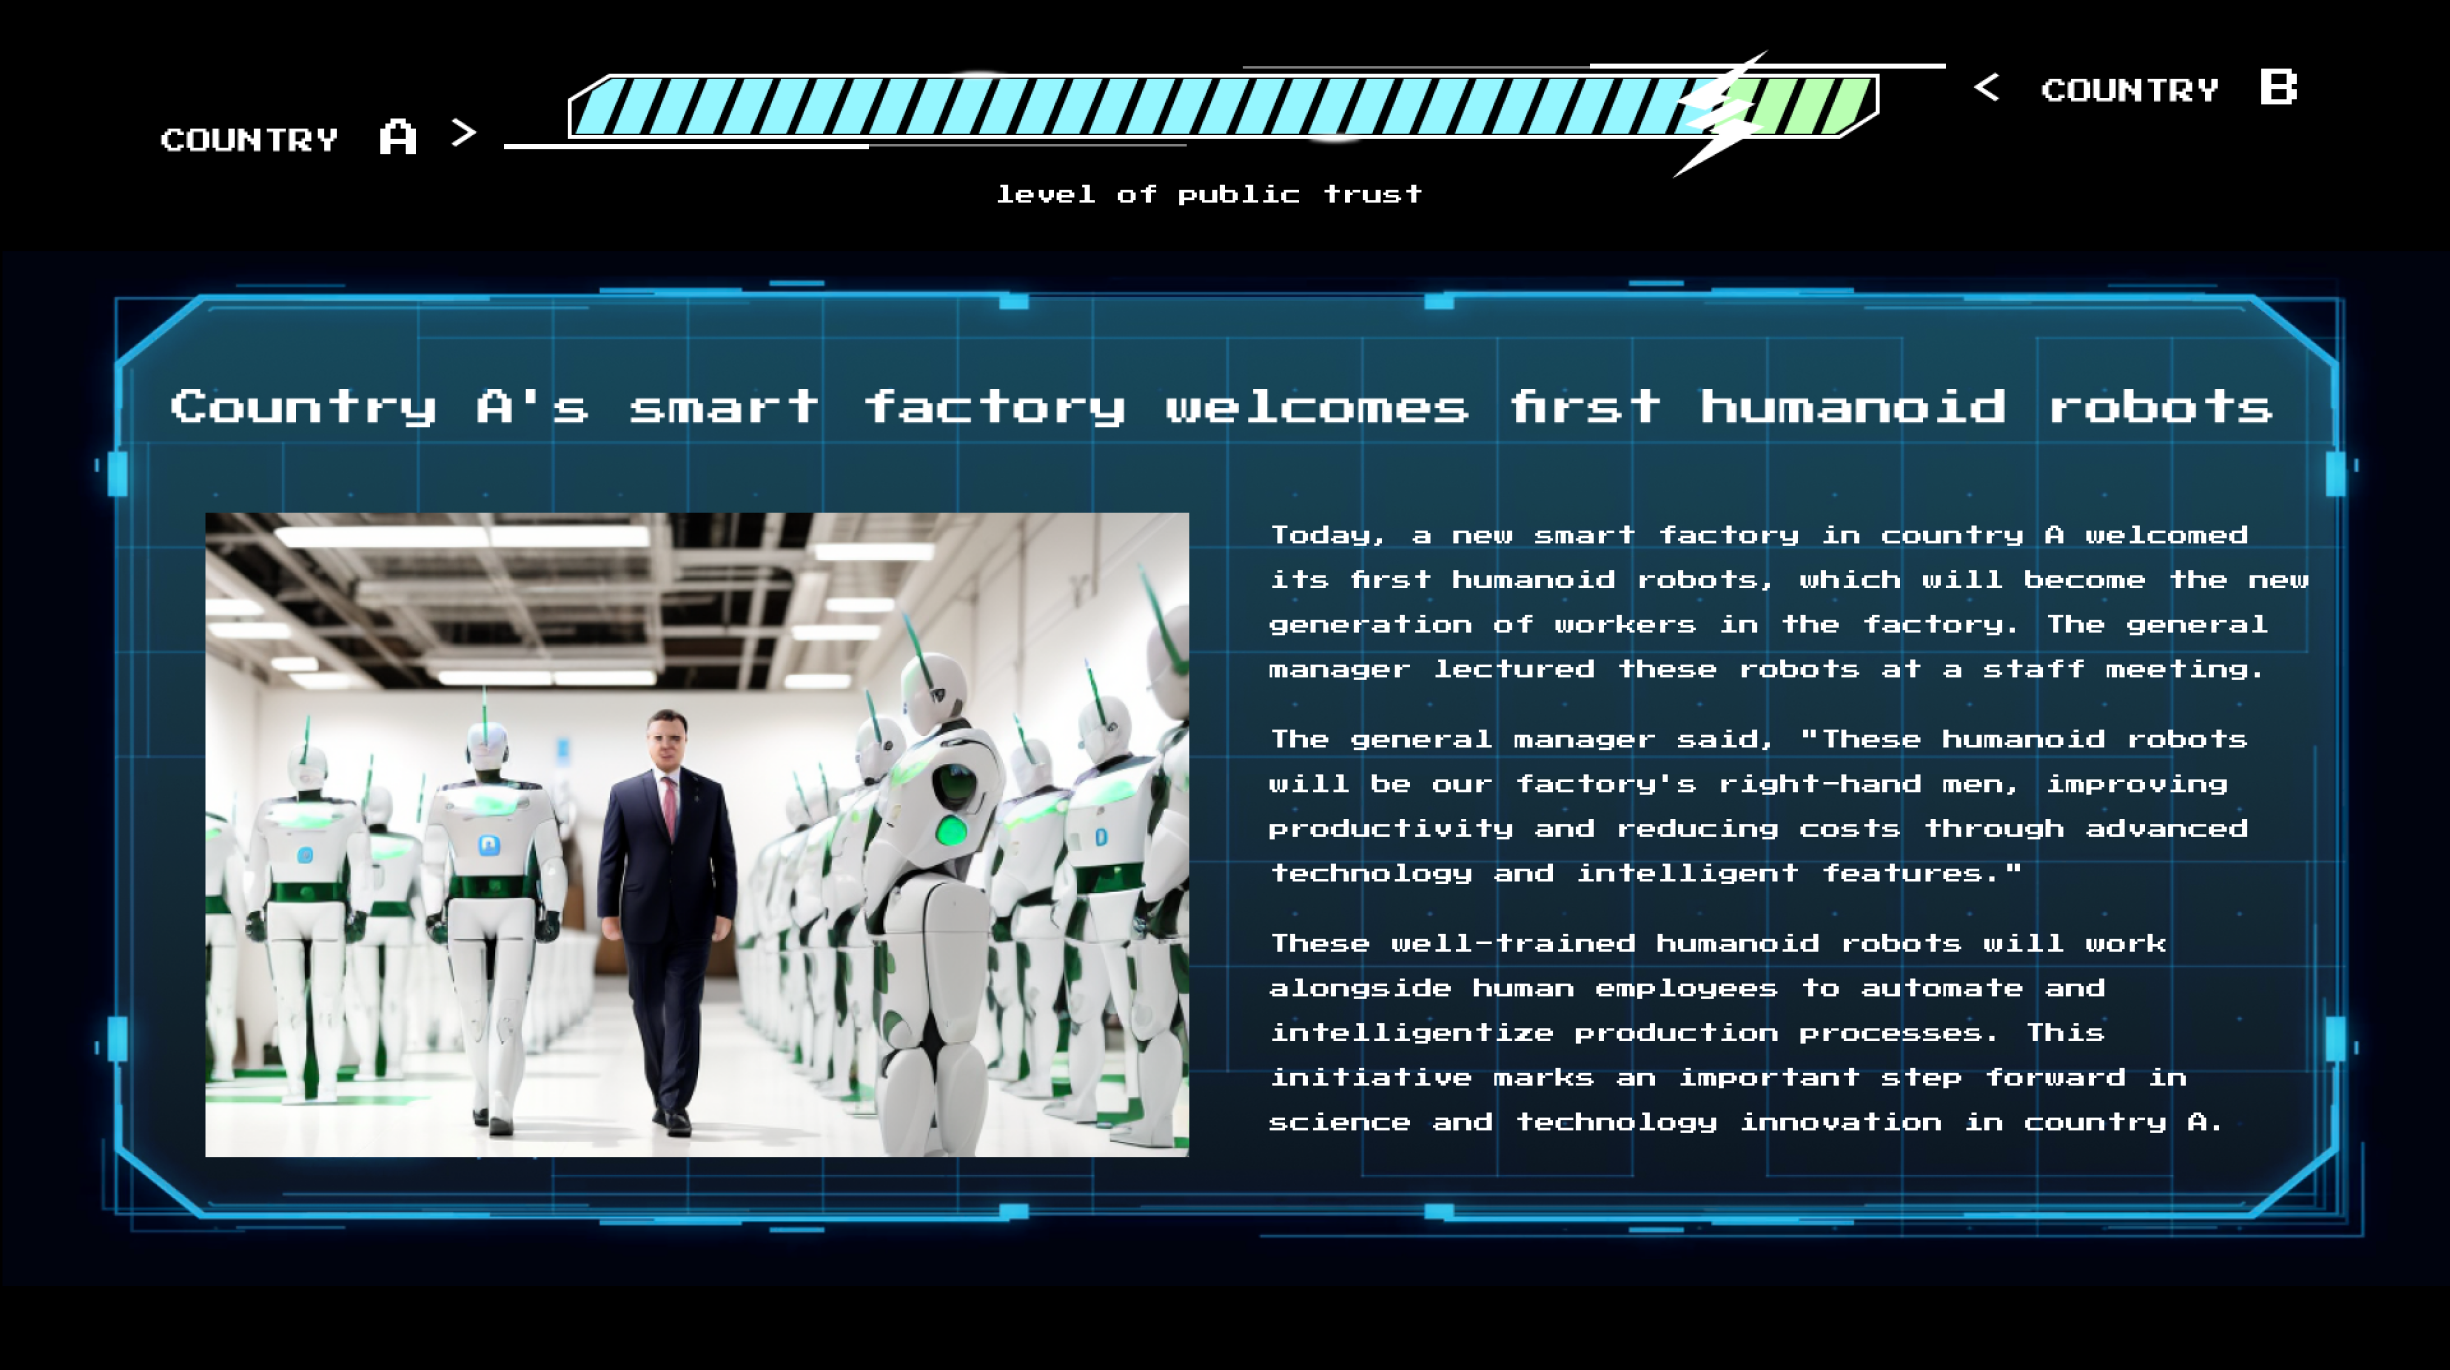 COUNTRY A >
< COUNTRY B
level of public trust
Country A's smart factory welcomes first humanoid robots
Today, a new smart factory in country A welcomed
its first humanoid robots, which will become the new
generation of workers in the factory. The general
manager lectured these robots at a staff meeting.
The general manager said, "These humanoid robots
will be our factory's right-hand men, improving
productivity and reducing costs through advanced
technology and intelligent features."
These well-trained humanoid robots will work
alongside human employees to automate and
intelligentize production processes. This
initiative marks an important step forward in
science and technology innovation in country A.